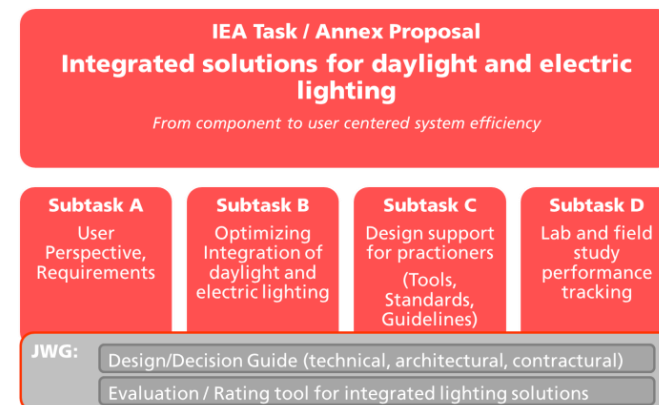 IEA Task / Annex Proposal
Integrated solutions for daylight and electric
lighting
From component to user centered system efficiency
Subtask A
User
Perspective,
Requirements
Subtask B
Optimizing
Integration of
daylight and
electric lighting
Subtask C
Design support
for practioners
(Tools,
Standards,
Guidelines)
Subtask D
Lab and field
study
performance
tracking
JWG:
Design/Decision Guide (technical, architectural, contractural)
Evaluation / Rating tool for integrated lighting solutions